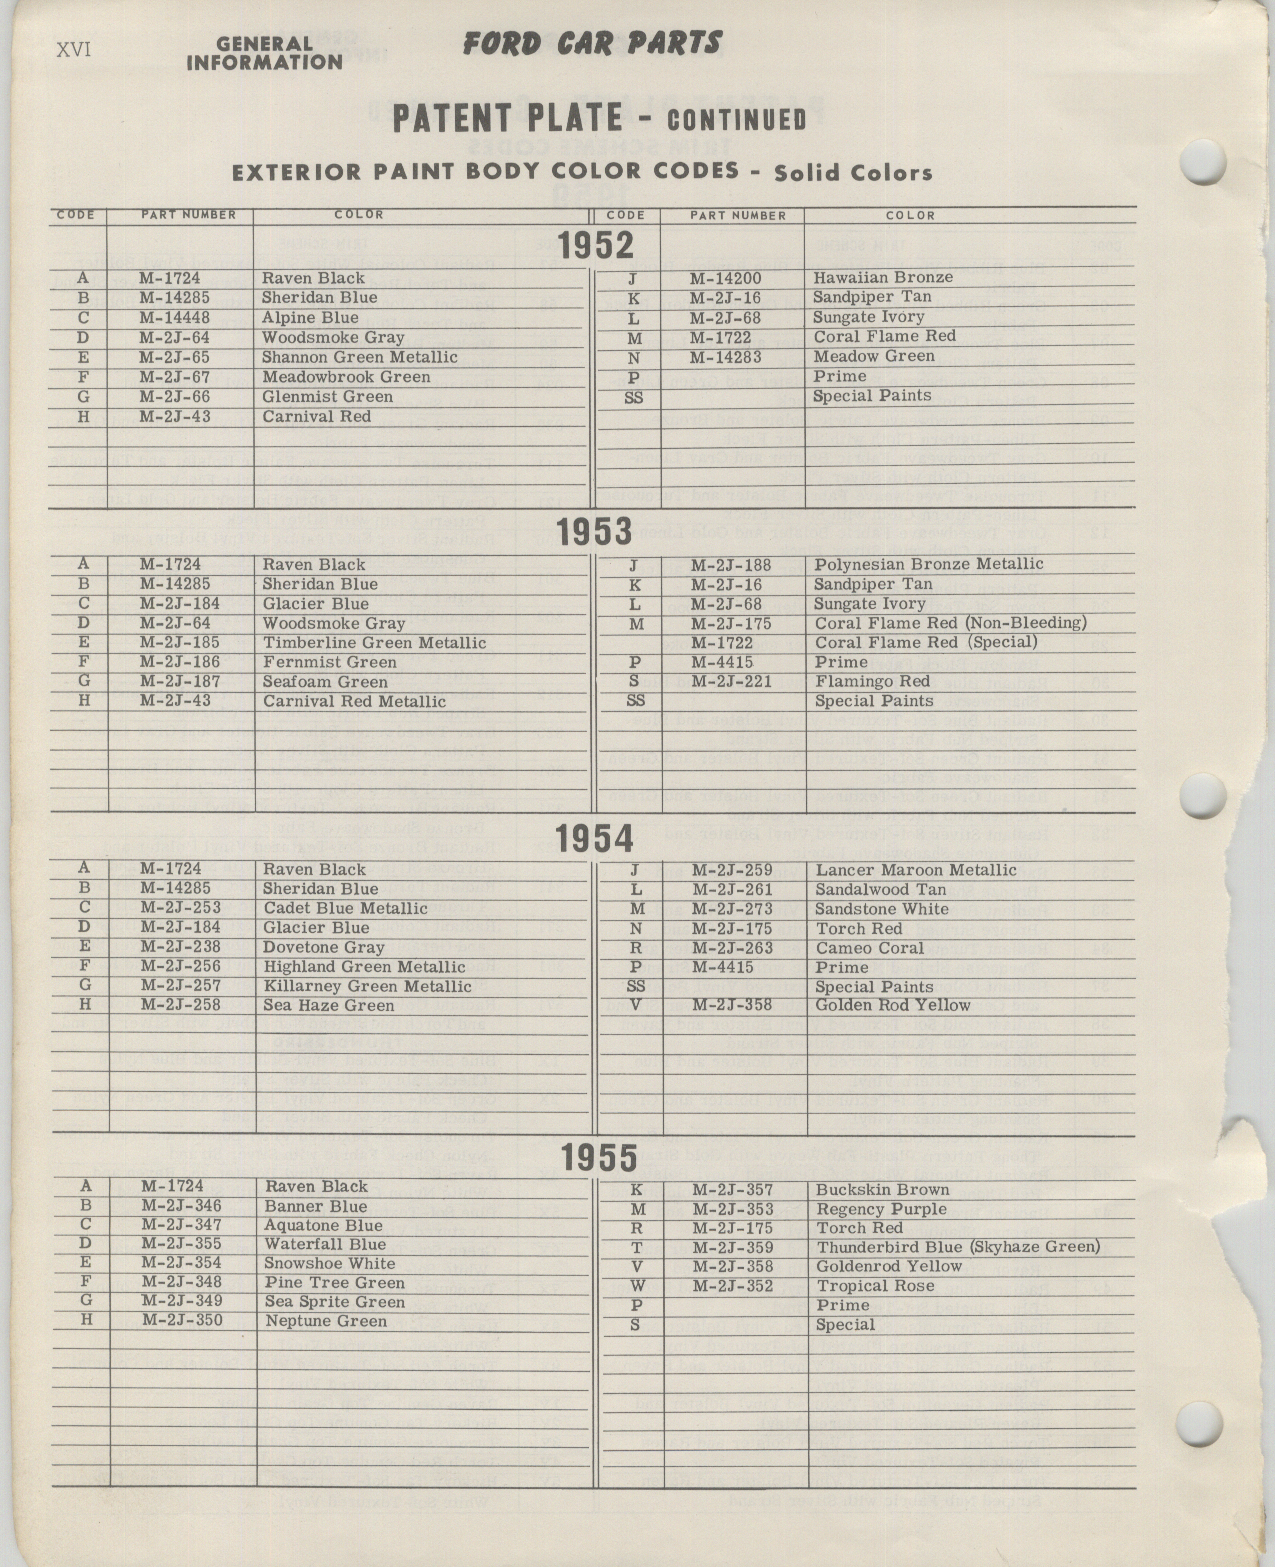 XVI
GENERAL
INFORMATION
FORD CAR PARTS
PATENT PLATE - CONTINUED
EXTERIOR PAINT BODY COLOR CODES - Solid Colors
CODE PART NUMBER COLOR CODE PART NUMBER COLOR
1952
A M-1724 Raven Black J M-14200 Hawaiian Bronze
B M-14285 Sheridan Blue K M-2J-16 Sandpiper Tan
C M-14448 Alpine Blue L M-2J-68 Sungate Ivory
D M-2J-64 Woodsmoke Gray M M-1722 Coral Flame Red
E M-2J-65 Shannon Green Metallic N M-14283 Meadow Green
F M-2J-67 Meadowbrook Green P Prime
G M-2J-66 Glenmist Green SS Special Paints
H M-2J-43 Carnival Red
1953
A M-1724 Raven Black J M-2J-188 Polynesian Bronze Metallic
B M-14285 Sheridan Blue K M-2J-16 Sandpiper Tan
C M-2J-184 Glacier Blue L M-2J-68 Sungate Ivory
D M-2J-64 Woodsmoke Gray M M-2J-175 Coral Flame Red (Non-Bleeding)
E M-2J-185 Timberline Green Metallic M-1722 Coral Flame Red (Special)
F M-2J-186 Fernmist Green P M-4415 Prime
G M-2J-187 Seafoam Green S M-2J-221 Flamingo Red
H M-2J-43 Carnival Red Metallic SS Special Paints
1954
A M-1724 Raven Black J M-2J-259 Lancer Maroon Metallic
B M-14285 Sheridan Blue L M-2J-261 Sandalwood Tan
C M-2J-253 Cadet Blue Metallic M M-2J-273 Sandstone White
D M-2J-184 Glacier Blue N M-2J-175 Torch Red
E M-2J-238 Dovetone Gray R M-2J-263 Cameo Coral
F M-2J-256 Highland Green Metallic P M-4415 Prime
G M-2J-257 Killarney Green Metallic SS Special Paints
H M-2J-258 Sea Haze Green V M-2J-358 Golden Rod Yellow
1955
A M-1724 Raven Black K M-2J-357 Buckskin Brown
B M-2J-346 Banner Blue M M-2J-353 Regency Purple
C M-2J-347 Aquatone Blue R M-2J-175 Torch Red
D M-2J-355 Waterfall Blue T M-2J-359 Thunderbird Blue (Skyhaze Green)
E M-2J-354 Snowshoe White V M-2J-358 Goldenrod Yellow
F M-2J-348 Pine Tree Green W M-2J-352 Tropical Rose
G M-2J-349 Sea Sprite Green P Prime
H M-2J-350 Neptune Green S Special